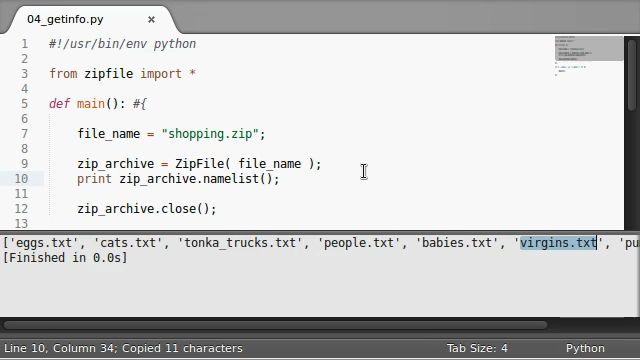 04_getinfo.py ×
1 #!/usr/bin/env python
2
3 from zipfile import *
4
5 def main(): #{
6
7 file_name = "shopping.zip";
8
9 zip_archive = ZipFile( file_name );
10 print zip_archive.namelist();
11
12 zip_archive.close();
13
['eggs.txt', 'cats.txt', 'tonka_trucks.txt', 'people.txt', 'babies.txt', 'virgins.txt', 'pu
[Finished in 0.0s]
Line 10, Column 34; Copied 11 characters Tab Size: 4 Python